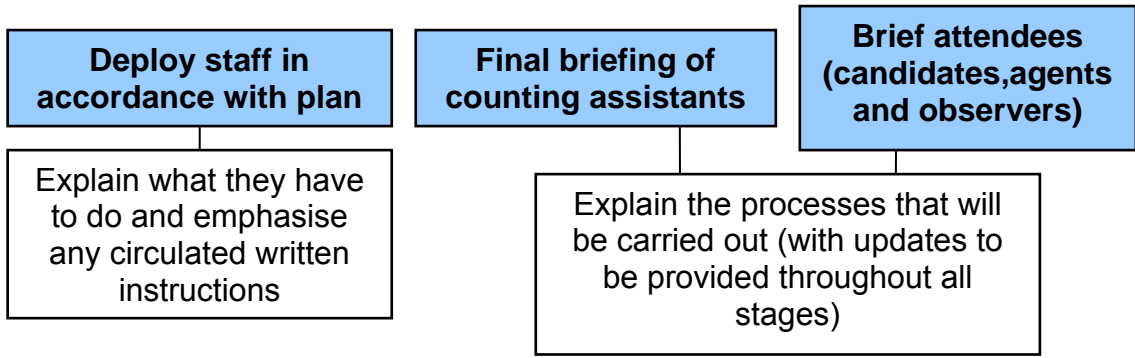 Deploy staff in
accordance with plan
Final briefing of
counting assistants
Brief attendees
(candidates,agents
and observers)
Explain what they have
to do and emphasise
any circulated written
instructions
Explain the processes that will
be carried out (with updates to
be provided throughout all
stages)